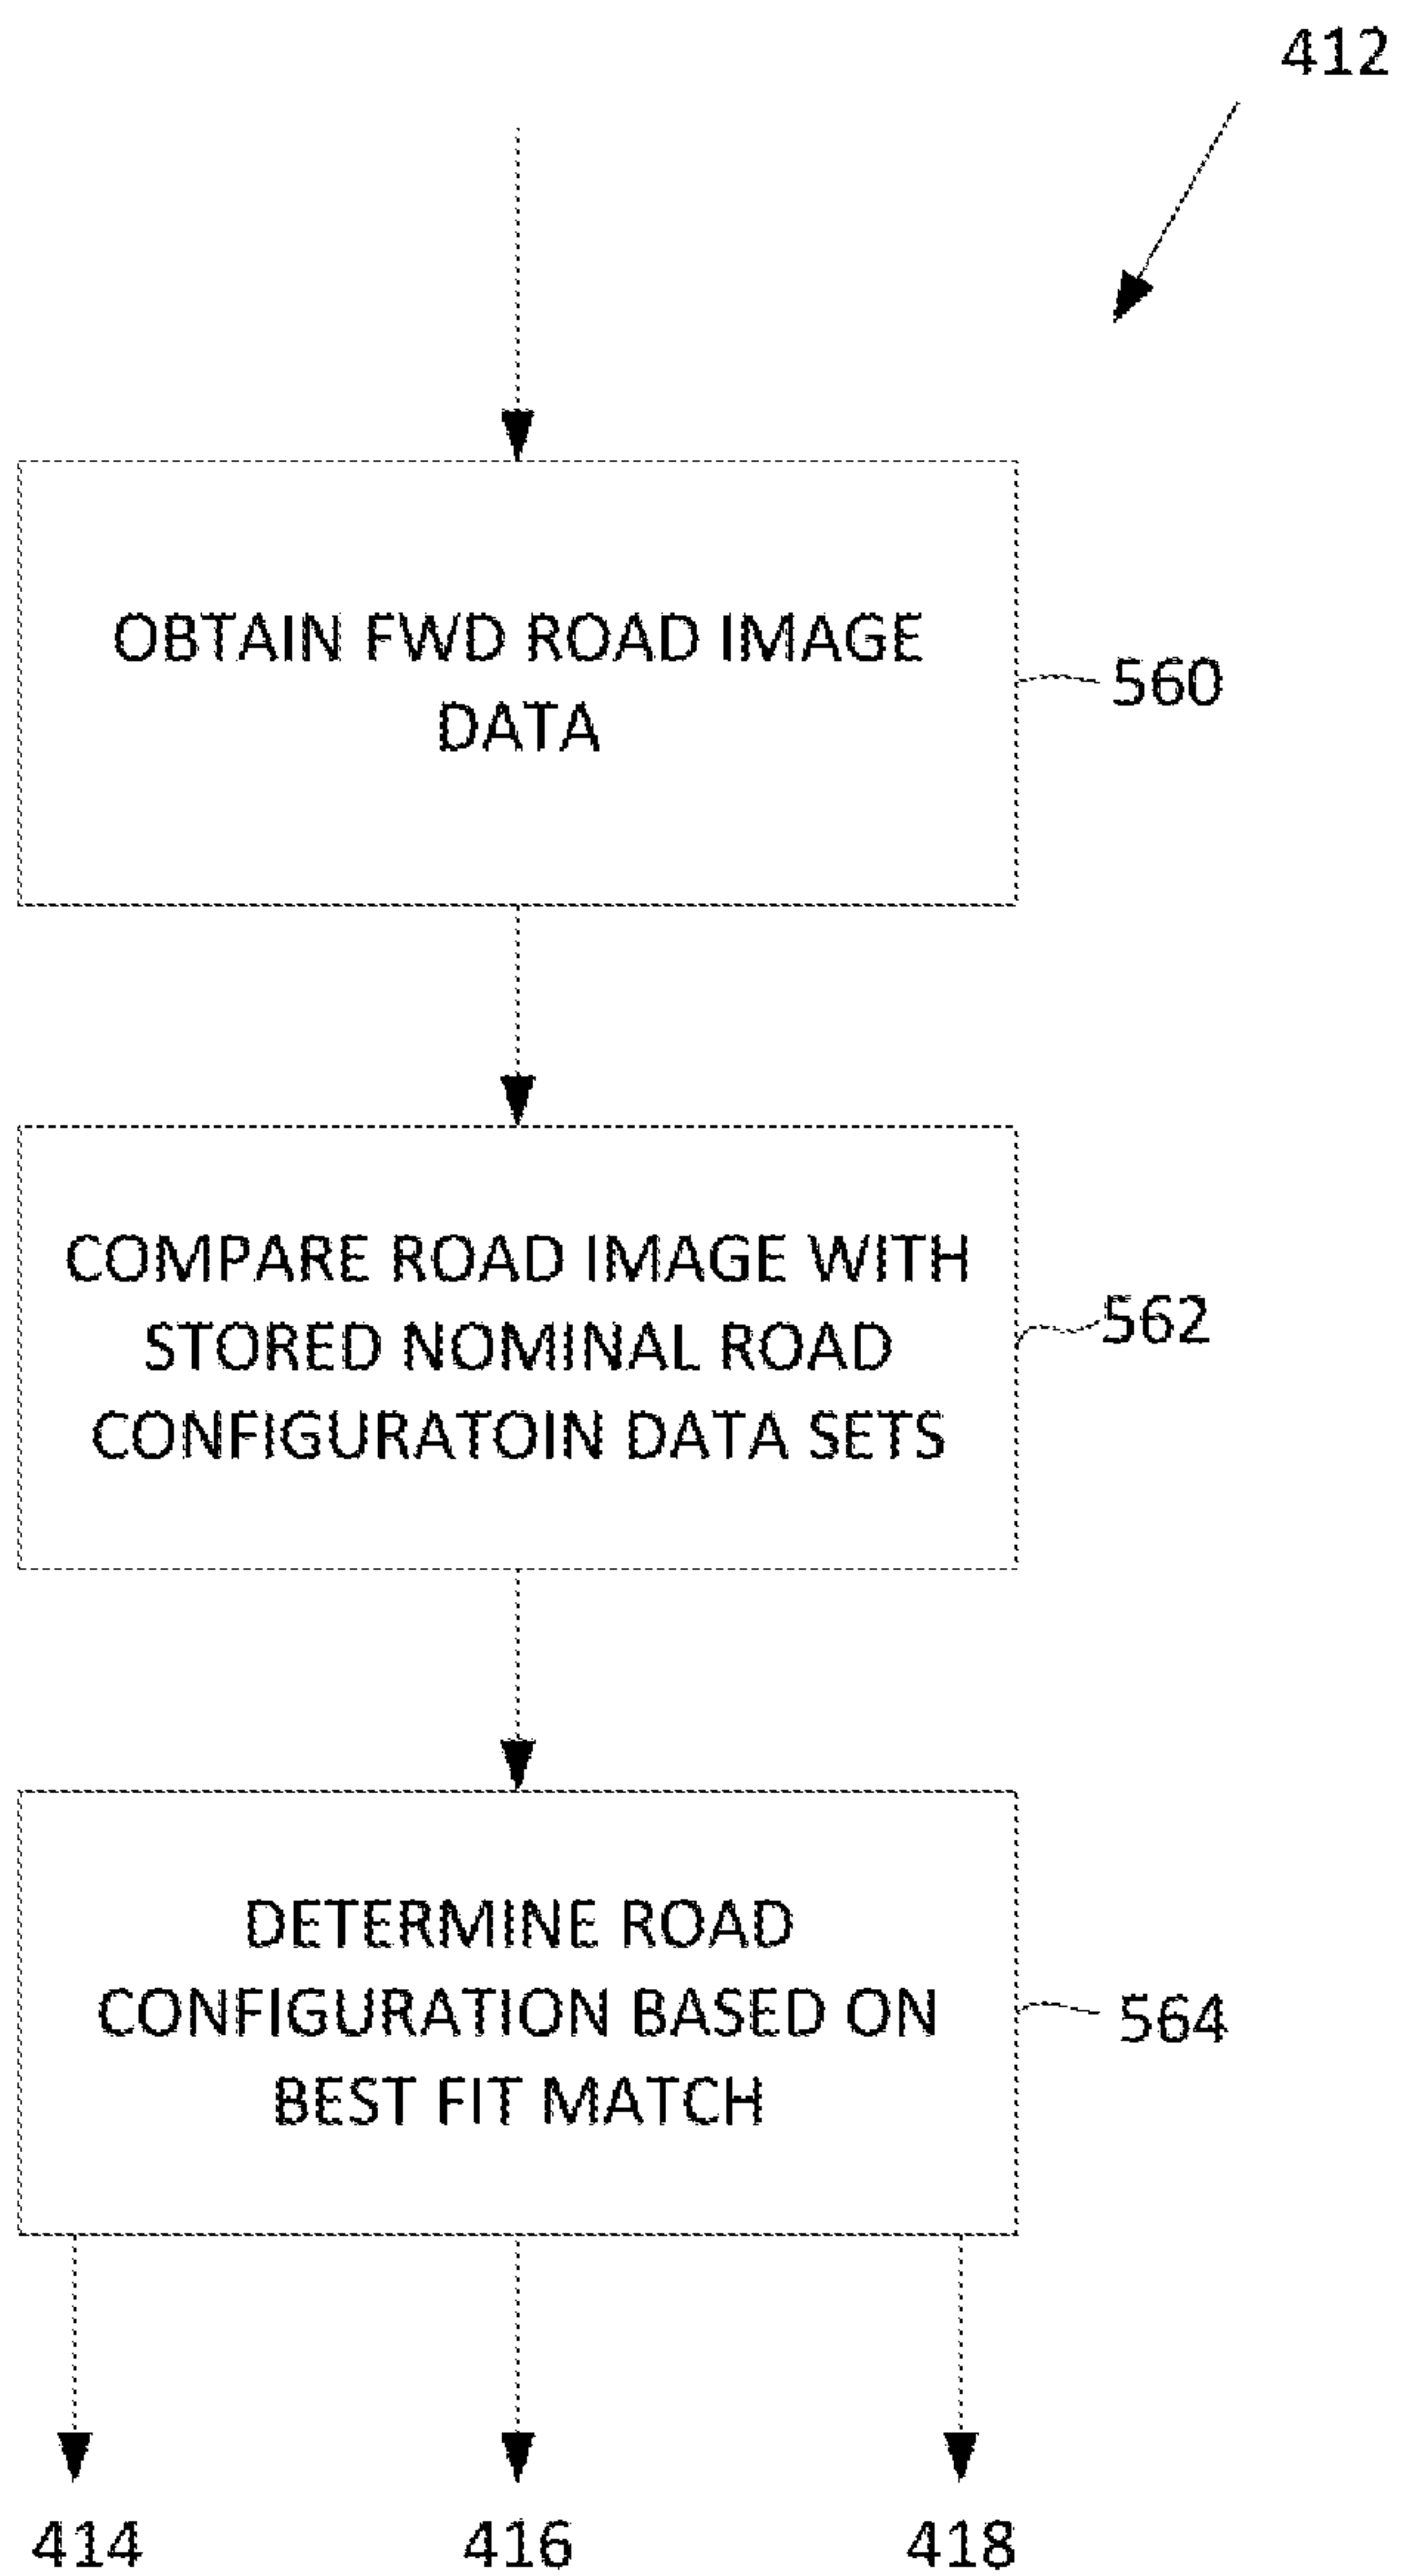 412
OBTAIN FWD ROAD IMAGE
DATA
560
COMPARE ROAD IMAGE WITH
STORED NOMINAL ROAD
CONFIGURATOIN DATA SETS
562
DETERMINE ROAD
CONFIGURATION BASED ON
BEST FIT MATCH
564
414
416
418